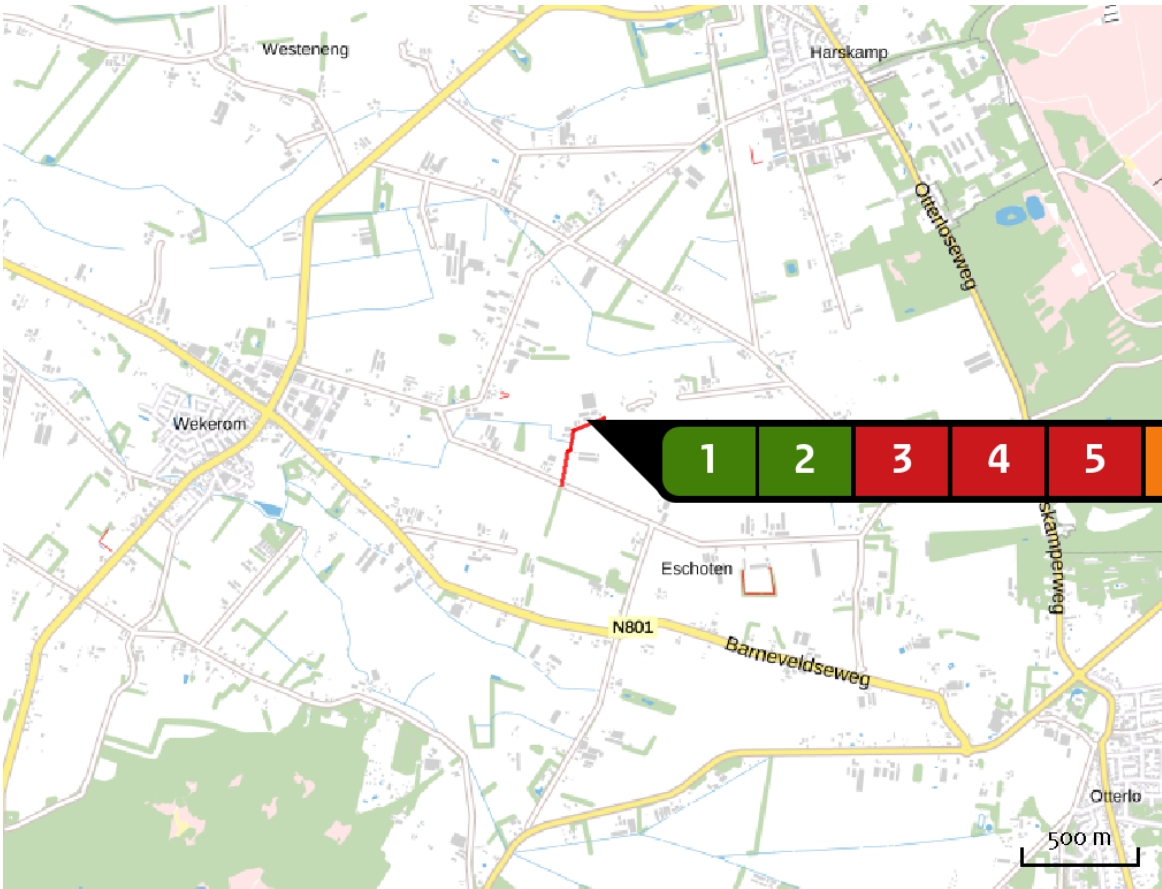 Westeneng
Harskamp
Otterloseweg
Wekerom
1 2 3 4 5
skamperweg
Eschoten
N801
Barneveldseweg
Otterlo
500 m